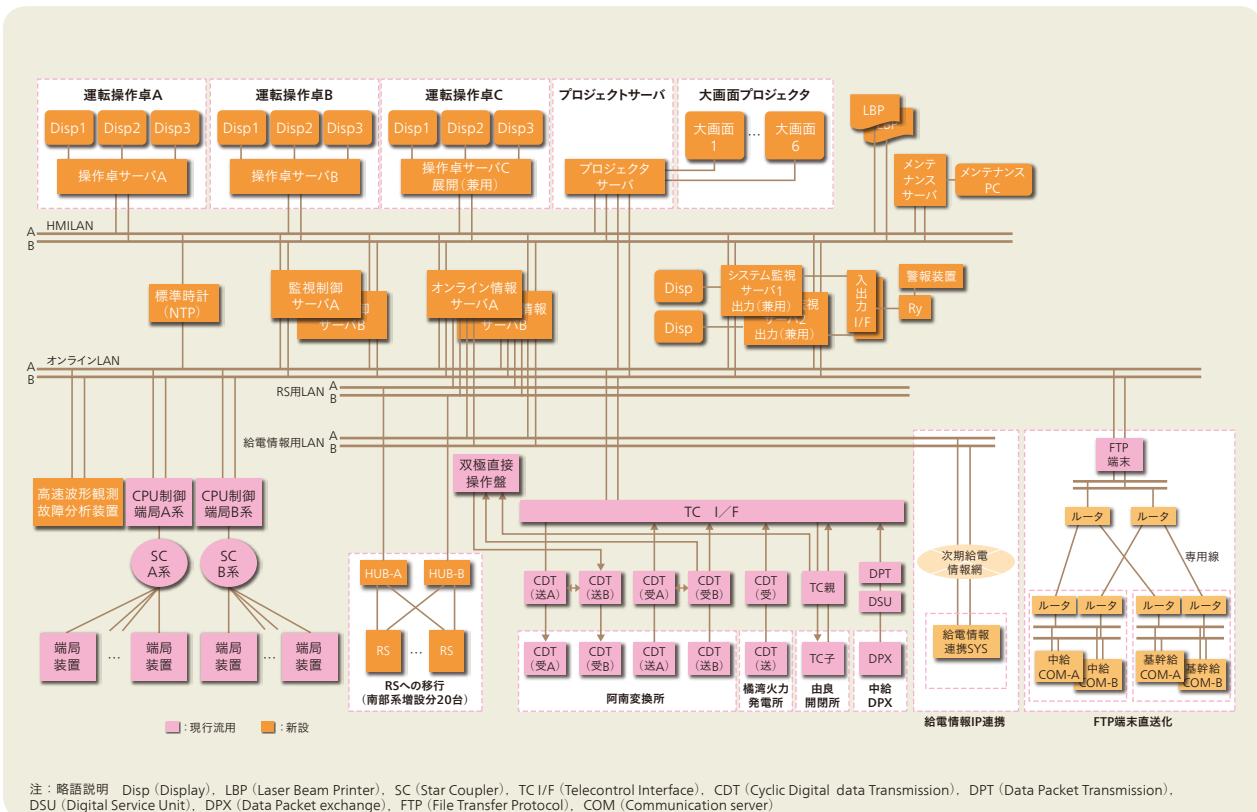 運転操作卓A
運転操作卓B
運転操作卓C
プロジェクトサーバ
大画面プロジェクタ
Disp1
Disp2
Disp3
Disp1
Disp2
Disp3
Disp1
Disp2
Disp3
大画面
1
…
大画面
6
LBP
LBP
操作卓サーバA
操作卓サーバB
操作卓サーバC
展開(兼用)
プロジェクタ
サーバ
メンテ
ナンス
サーバ
メンテナンス
PC
A
B
HMILAN
標準時計
(NTP)
監視制御
サーバA
御
サーバB
オンライン情報
サーバA
情報
サーバB
Disp
Disp
システム監視
サーバ1
出力(兼用)
監視
サーバ2
出力(兼用)
入出力
I/F
警報装置
Ry
オンラインLAN
A
B
RS用LAN
A
B
給電情報用LAN
A
B
高速波形観測
故障分析装置
CPU制御
端局A系
CPU制御
端局B系
双極直接
操作盤
TC I/F
FTP
端末
ルータ
ルータ
専用線
SC
A系
SC
B系
HUB-A
HUB-B
CDT
(送A)
CDT
(送B)
CDT
(受A)
CDT
(受B)
CDT
(受)
TC親
DPT
DSU
次期給電
情報網
ルータ
ルータ
ルータ
ルータ
端局
装置
…
端局
装置
端局
装置
…
端局
装置
RS
…
RS
CDT
(受A)
CDT
(受B)
CDT
(送A)
CDT
(送B)
CDT
(送)
TC子
DPX
給電情報
連携SYS
中給
COM-A
中給
COM-B
基幹給
COM-A
基幹給
COM-B
RSへの移行
(南部系増設分20台)
阿南変換所
橘湾火力
発電所
由良
開閉所
中給
DPX
給電情報IP連携
FTP端末直送化
:現行流用
:新設
注:略語説明 Disp(Display),LBP(Laser Beam Printer),SC(Star Coupler),TC I/F(Telecontrol Interface),CDT(Cyclic Digital data Transmission),DPT(Data Packet Transmission),
DSU(Digital Service Unit),DPX(Data Packet exchange),FTP(File Transfer Protocol),COM(Communication server)